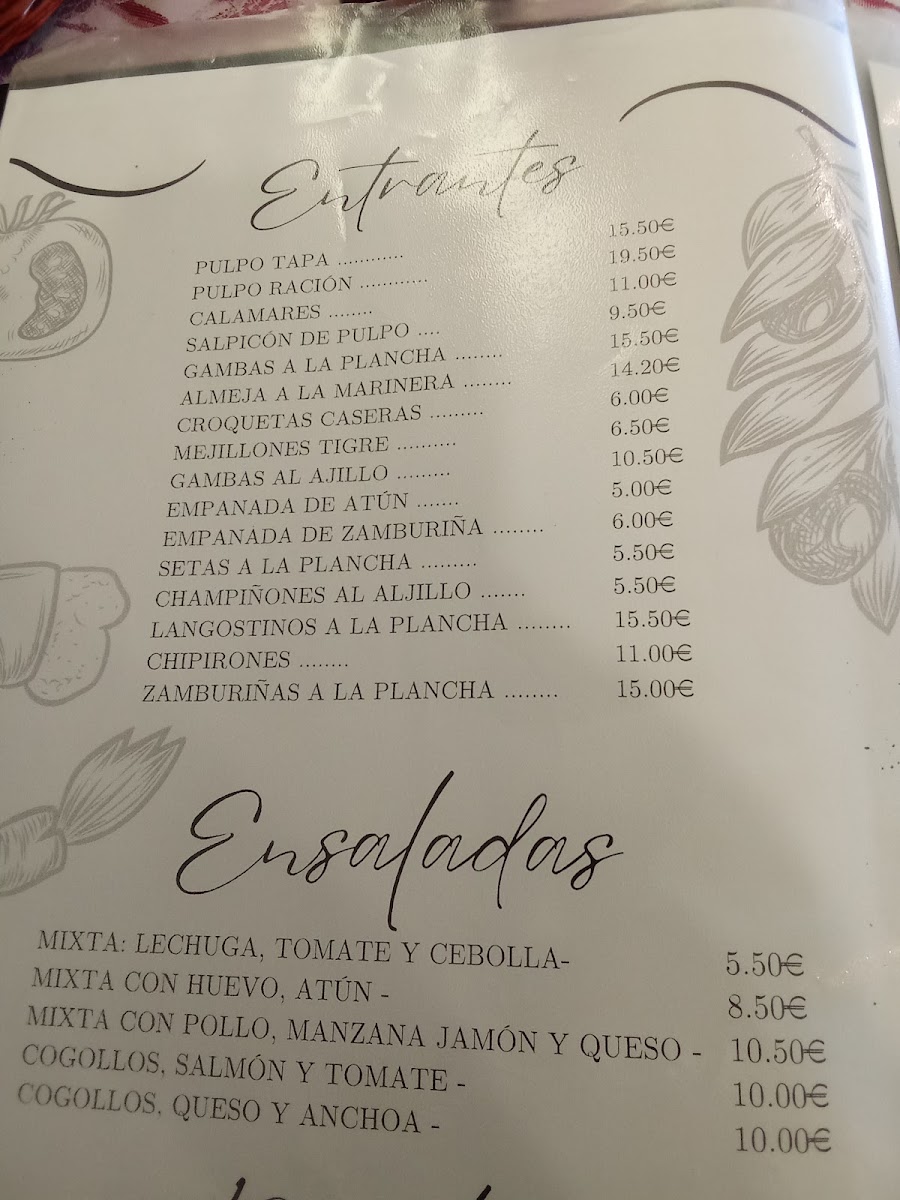 Entrantes
PULPO TAPA ............ 15.50€
PULPO RACIÓN ............ 19.50€
CALAMARES ........ 11.00€
SALPICÓN DE PULPO .... 9.50€
GAMBAS A LA PLANCHA ........ 15.50€
ALMEJA A LA MARINERA ........ 14.20€
CROQUETAS CASERAS ......... 6.00€
MEJILLONES TIGRE .......... 6.50€
GAMBAS AL AJILLO ......... 10.50€
EMPANADA DE ATÚN ....... 5.00€
EMPANADA DE ZAMBURIÑA ........ 6.00€
SETAS A LA PLANCHA ......... 5.50€
CHAMPIÑONES AL ALJILLO ....... 5.50€
LANGOSTINOS A LA PLANCHA ........ 15.50€
CHIPIRONES ........ 11.00€
ZAMBURIÑAS A LA PLANCHA ........ 15.00€
Ensaladas
MIXTA: LECHUGA, TOMATE Y CEBOLLA- 5.50€
MIXTA CON HUEVO, ATÚN - 8.50€
MIXTA CON POLLO, MANZANA JAMÓN Y QUESO - 10.50€
COGOLLOS, SALMÓN Y TOMATE - 10.00€
COGOLLOS, QUESO Y ANCHOA - 10.00€